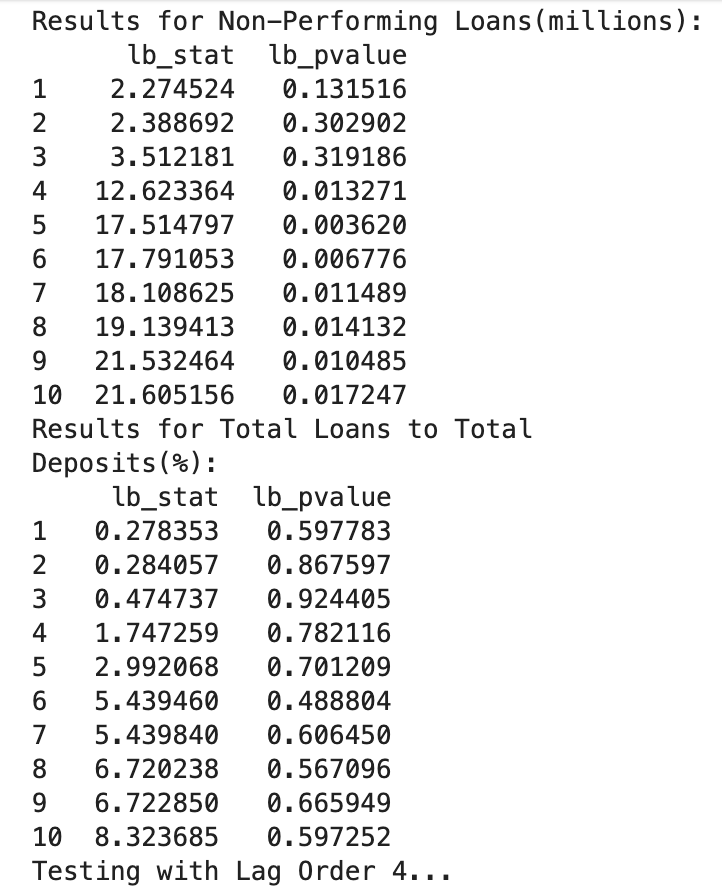 Results for Non-Performing Loans(millions):
lb_stat lb_pvalue
1 2.274524 0.131516
2 2.388692 0.302902
3 3.512181 0.319186
4 12.623364 0.013271
5 17.514797 0.003620
6 17.791053 0.006776
7 18.108625 0.011489
8 19.139413 0.014132
9 21.532464 0.010485
10 21.605156 0.017247
Results for Total Loans to Total
Deposits(%):
lb_stat lb_pvalue
1 0.278353 0.597783
2 0.284057 0.867597
3 0.474737 0.924405
4 1.747259 0.782116
5 2.992068 0.701209
6 5.439460 0.488804
7 5.439840 0.606450
8 6.720238 0.567096
9 6.722850 0.665949
10 8.323685 0.597252
Testing with Lag Order 4...